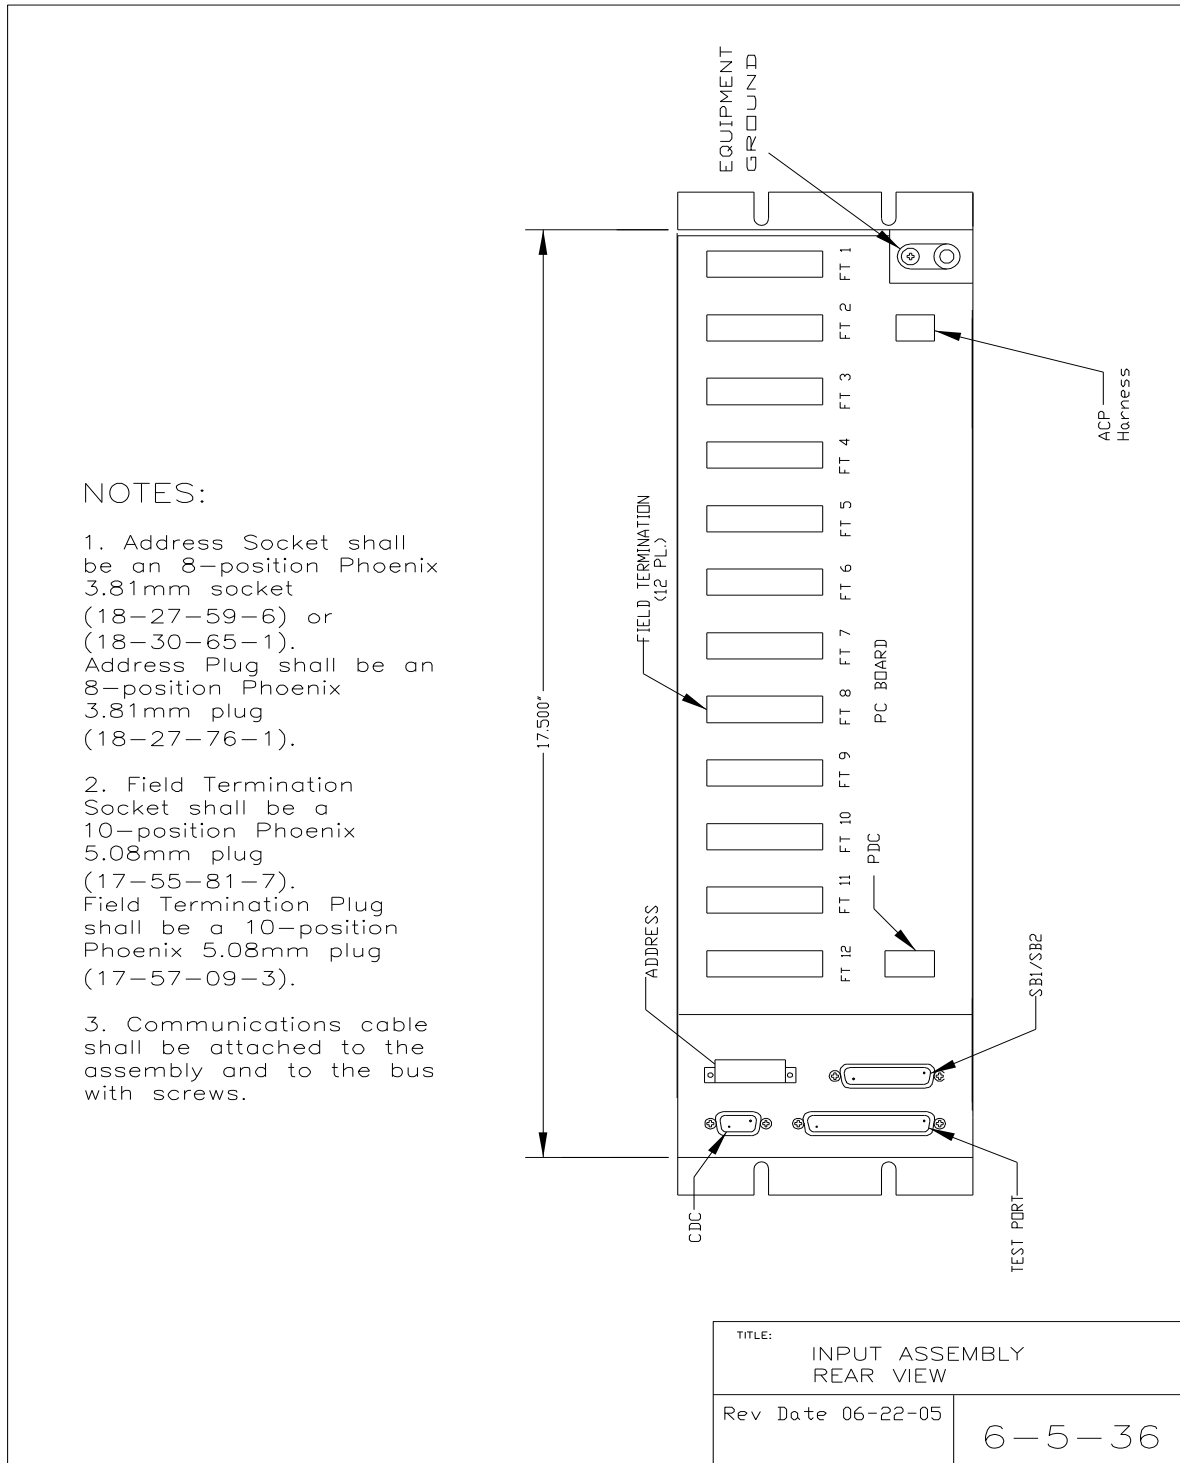 EQUIPMENT
GROUND
FT 1
FT 2
FT 3
FT 4
FT 5
FT 6
FT 7
FT 8
FT 9
FT 10
FT 11
FT 12
ACP
Harness
FIELD TERMINATION
(12 PL.)
17.500"
PC BOARD
PDC
ADDRESS
SB1/SB2
CDC
TEST PORT
NOTES:
1. Address Socket shall
be an 8-position Phoenix
3.81mm socket
(18-27-59-6) or
(18-30-65-1).
Address Plug shall be an
8-position Phoenix
3.81mm plug
(18-27-76-1).
2. Field Termination
Socket shall be a
10-position Phoenix
5.08mm plug
(17-55-81-7).
Field Termination Plug
shall be a 10-position
Phoenix 5.08mm plug
(17-57-09-3).
3. Communications cable
shall be attached to the
assembly and to the bus
with screws.
TITLE:
INPUT ASSEMBLY
REAR VIEW
Rev Date 06-22-05
6-5-36